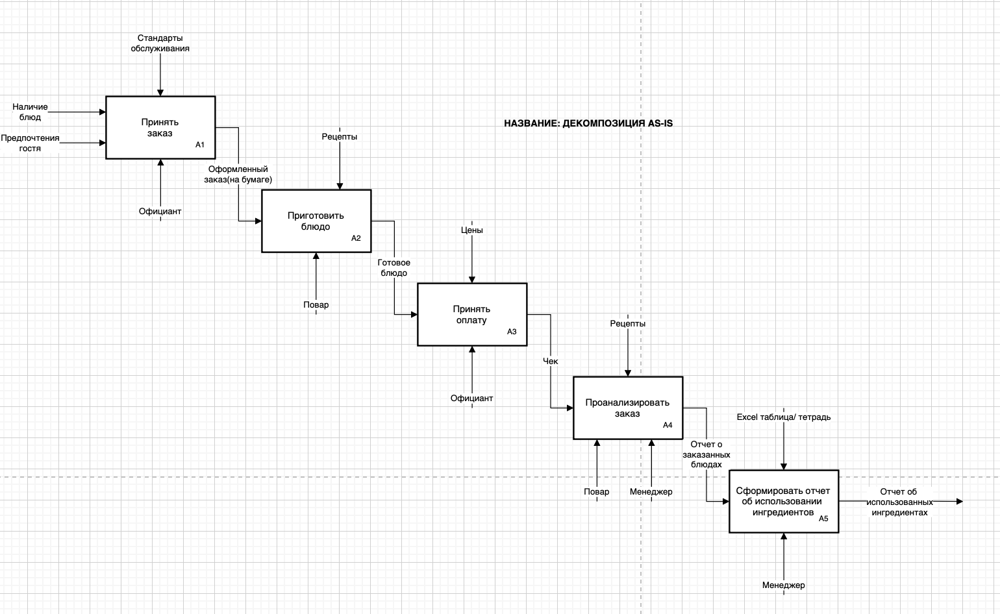 Стандарты
обслуживания
Наличие
блюд
Предпочтения
гостя
Принять
заказ
A1
Официант
НАЗВАНИЕ: ДЕКОМПОЗИЦИЯ AS-IS
Рецепты
Оформленный
заказ(на бумаге)
Приготовить
блюдо
A2
Повар
Цены
Готовое
блюдо
Принять
оплату
A3
Официант
Рецепты
Чек
Проанализировать
заказ
A4
Повар
Менеджер
Excel таблица/ тетрадь
Отчет о
заказанных
блюдах
Сформировать отчет
об использовании
ингредиентов
A5
Отчет об
использованных
ингредиентах
Менеджер